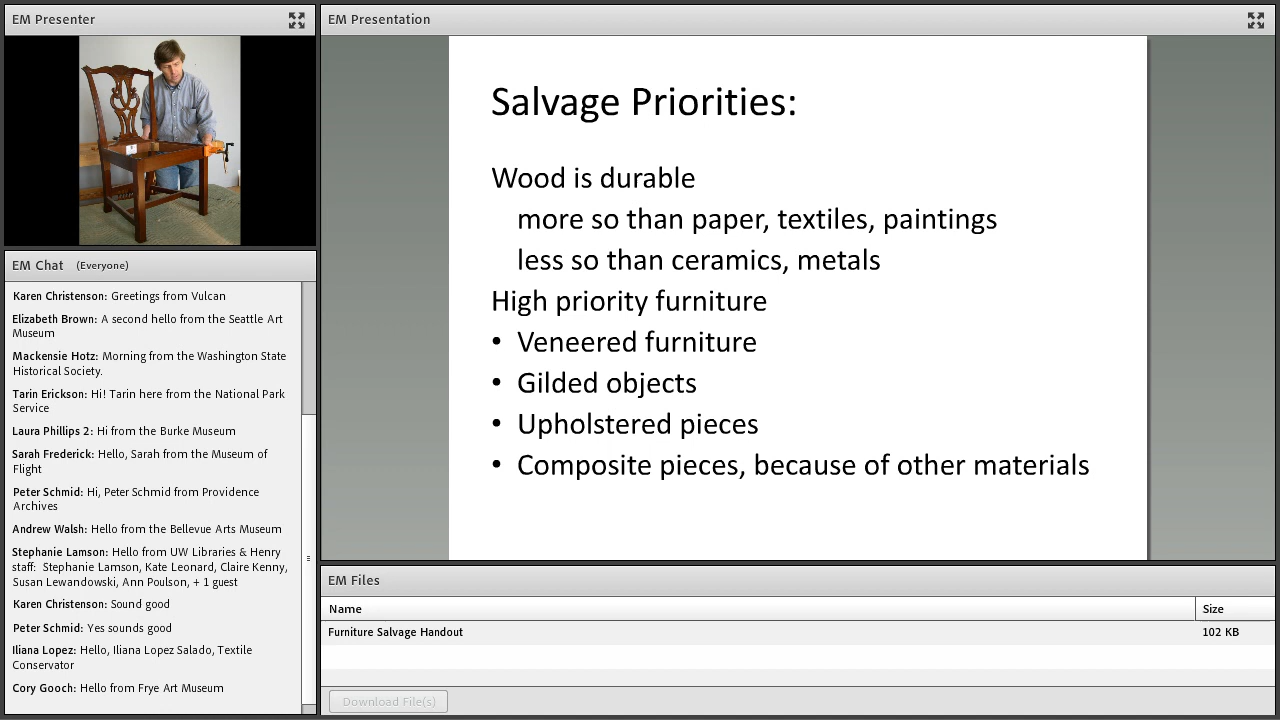 EM Presenter
EM Chat (Everyone)
Karen Christenson: Greetings from Vulcan
Elizabeth Brown: A second hello from the Seattle Art
Museum
Mackensie Hotz: Morning from the Washington State
Historical Society.
Tarin Erickson: Hi! Tarin here from the National Park
Service
Laura Phillips 2: Hi from the Burke Museum
Sarah Frederick: Hello, Sarah from the Museum of
Flight
Peter Schmid: Hi, Peter Schmid from Providence
Archives
Andrew Walsh: Hello from the Bellevue Arts Museum
Stephanie Lamson: Hello from UW Libraries & Henry
staff: Stephanie Lamson, Kate Leonard, Claire Kenny,
Susan Lewandowski, Ann Poulson, + 1 guest
Karen Christenson: Sound good
Peter Schmid: Yes sounds good
Iliana Lopez: Hello, Iliana Lopez Salado, Textile
Conservator
Cory Gooch: Hello from Frye Art Museum
EM Presentation
Salvage Priorities:
Wood is durable
more so than paper, textiles, paintings
less so than ceramics, metals
High priority furniture
• Veneered furniture
• Gilded objects
• Upholstered pieces
• Composite pieces, because of other materials
EM Files
Name Size
Furniture Salvage Handout 102 KB
Download File(s)